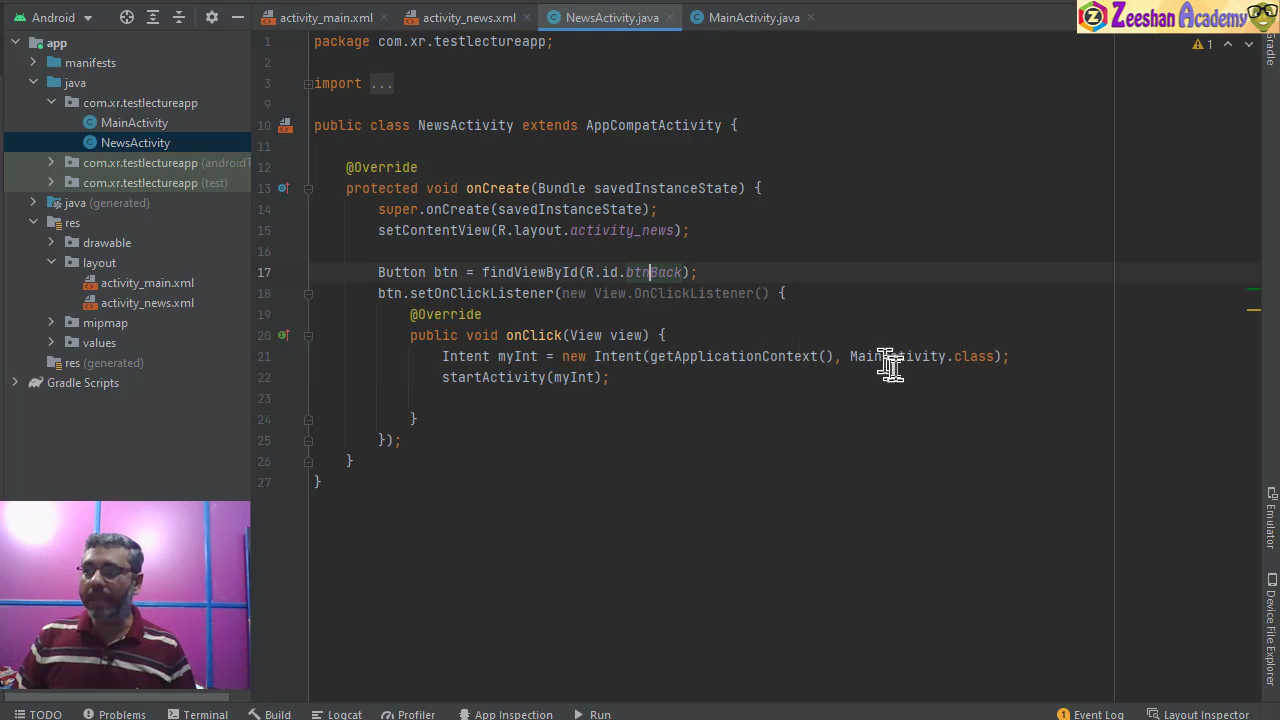 Android
activity_main.xml
activity_news.xml
NewsActivity.java
MainActivity.java
Zeeshan Academy
app
manifests
java
com.xr.testlectureapp
MainActivity
NewsActivity
com.xr.testlectureapp (androidT
com.xr.testlectureapp (test)
java (generated)
res
drawable
layout
activity_main.xml
activity_news.xml
mipmap
values
res (generated)
Gradle Scripts
1 package com.xr.testlectureapp;
2
3 import ...
9
10 public class NewsActivity extends AppCompatActivity {
11
12 @Override
13 protected void onCreate(Bundle savedInstanceState) {
14 super.onCreate(savedInstanceState);
15 setContentView(R.layout.activity_news);
16
17 Button btn = findViewById(R.id.btnBack);
18 btn.setOnClickListener(new View.OnClickListener() {
19 @Override
20 public void onClick(View view) {
21 Intent myInt = new Intent(getApplicationContext(), MainActivity.class);
22 startActivity(myInt);
23
24 }
25 });
26 }
27 }
1
Gradle
Emulator
Device File Explorer
TODO
Problems
Terminal
Build
Logcat
Profiler
App Inspection
Run
1 Event Log
Layout Inspector